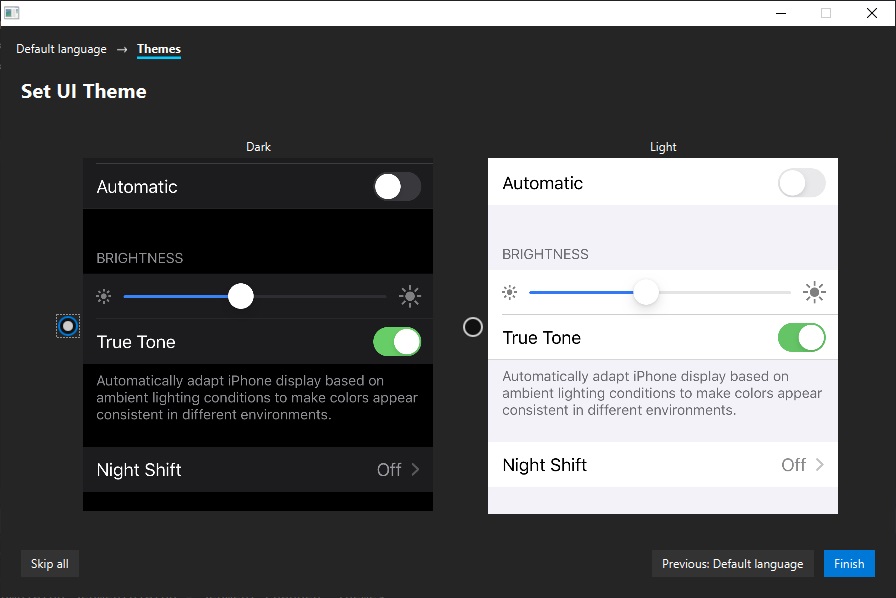 Default language → Themes
Set UI Theme
Dark
Automatic
BRIGHTNESS
True Tone
Automatically adapt iPhone display based on
ambient lighting conditions to make colors appear
consistent in different environments.
Night Shift Off
Light
Automatic
BRIGHTNESS
True Tone
Automatically adapt iPhone display based on
ambient lighting conditions to make colors appear
consistent in different environments.
Night Shift Off
Skip all
Previous: Default language
Finish